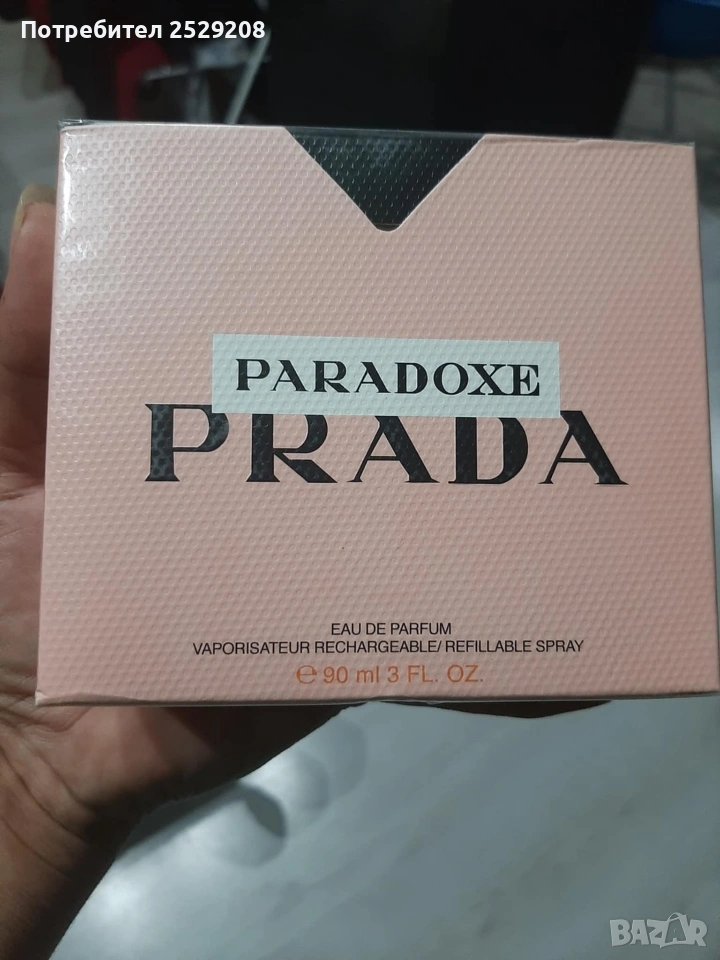 Потребител 2529208
PARADOXE
PRADA
EAU DE PARFUM
VAPORISATEUR RECHARGEABLE/ REFILLABLE SPRAY
℮ 90 ml 3 FL. OZ.
BAZAR